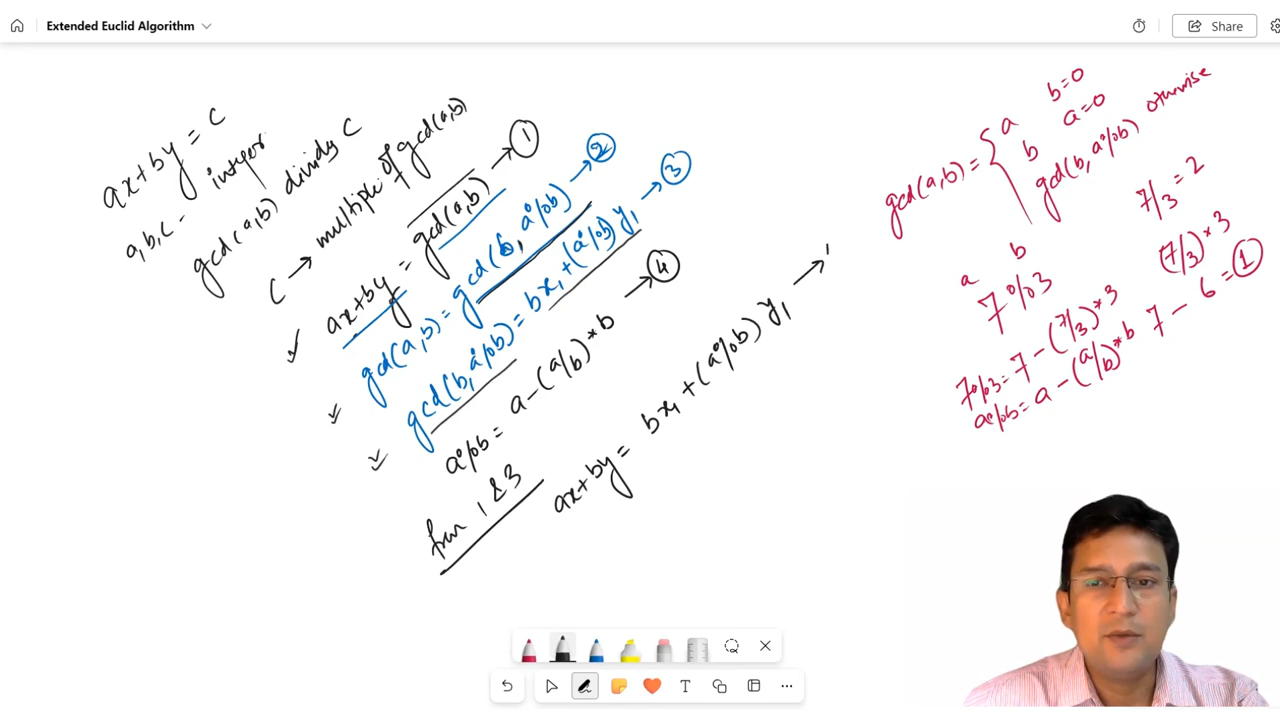 Extended Euclid Algorithm
Share
ax+by = c
a,b,c - integer
gcd(a,b) divides c
c → multiple of gcd(a,b)
ax+by = gcd(a,b) → 1
gcd(a,b) = gcd(b, a%b) → 2
gcd(b, a%b) = bx1 + (a%b) y1 → 3
a%b = a - (a/b)*b → 4
from 1 & 3
ax+by = bx1 + (a%b) y1 →
gcd(a,b) = { a b=0
b a=0
gcd(b, a%b) otherwise
a b
7%3
7/3 = 2
(7/3)*3
7%3 = 7 - (7/3)*3
7 - 6 = 1
a%b = a - (a/b)*b
T